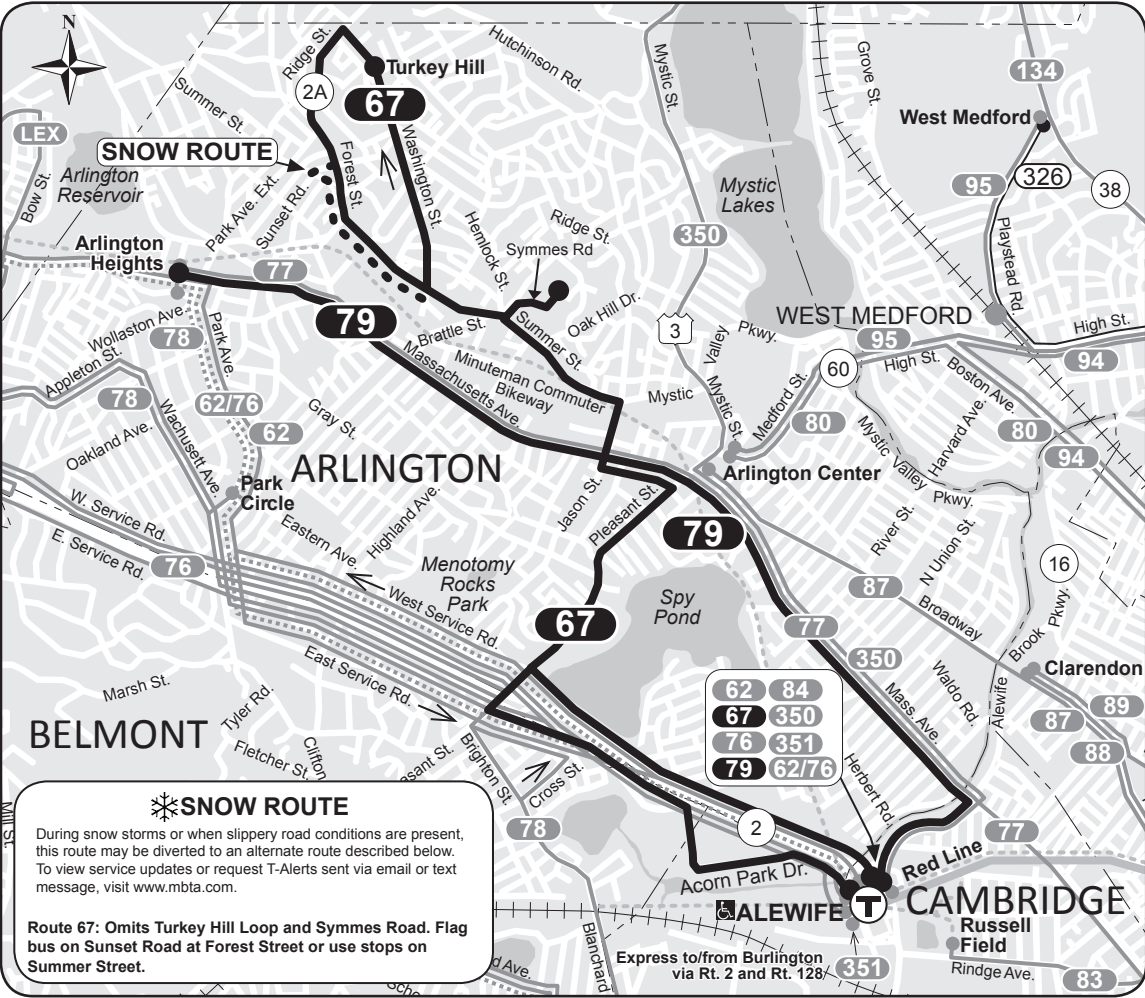 N
Ridge St.
Turkey Hill
Hutchinson Rd.
Mystic St.
Grove St.
134
2A
67
Summer St.
West Medford
LEX
SNOW ROUTE
Arlington
Reservoir
Bow St.
Forest St.
Washington St.
Mystic
Lakes
95
326
38
Park Ave. Ext.
Sunset Rd.
Hemlock St.
Ridge St.
Symmes Rd
350
Playstead Rd.
Arlington
Heights
77
79
Brattle St.
Summer St.
Oak Hill Dr.
3
Valley
Pkwy.
WEST MEDFORD
High St.
95
94
60
High St.
Wollaston Ave.
78
Park Ave.
Massachusetts Ave.
Minuteman Commuter
Bikeway
Mystic
Mystic St.
Medford St.
Boston Ave.
Appleton St.
78
62/76
Gray St.
80
Harvard Ave.
80
62
Wachusett Ave.
Oakland Ave.
ARLINGTON
Arlington Center
Mystic Valley
Pkwy.
94
Park
Circle
W. Service Rd.
E. Service Rd.
76
Eastern Ave.
Highland Ave.
Jason St.
Pleasant St.
79
River St.
N Union St.
16
Menotomy
Rocks
Park
West Service Rd.
Spy
Pond
67
87
Broadway
77
350
Alewife
Brook
Pkwy.
Clarendon
East Service Rd.
Marsh St.
Tyler Rd.
BELMONT
Fletcher St.
Clifton
asant St.
Brighton St.
Cross St.
62 84
67 350
76 351
79 62/76
Mass. Ave.
Waldo Rd.
Herbert Rd.
87
89
88
78
2
77
Mill St.
SNOW ROUTE
During snow storms or when slippery road conditions are present,
this route may be diverted to an alternate route described below.
To view service updates or request T-Alerts sent via email or text
message, visit www.mbta.com.
Route 67: Omits Turkey Hill Loop and Symmes Road. Flag
bus on Sunset Road at Forest Street or use stops on
Summer Street.
Acorn Park Dr.
Red Line
ALEWIFE
T
CAMBRIDGE
Russell
Field
Rindge Ave.
83
Blanchard
Express to/from Burlington
via Rt. 2 and Rt. 128
351
d Ave.